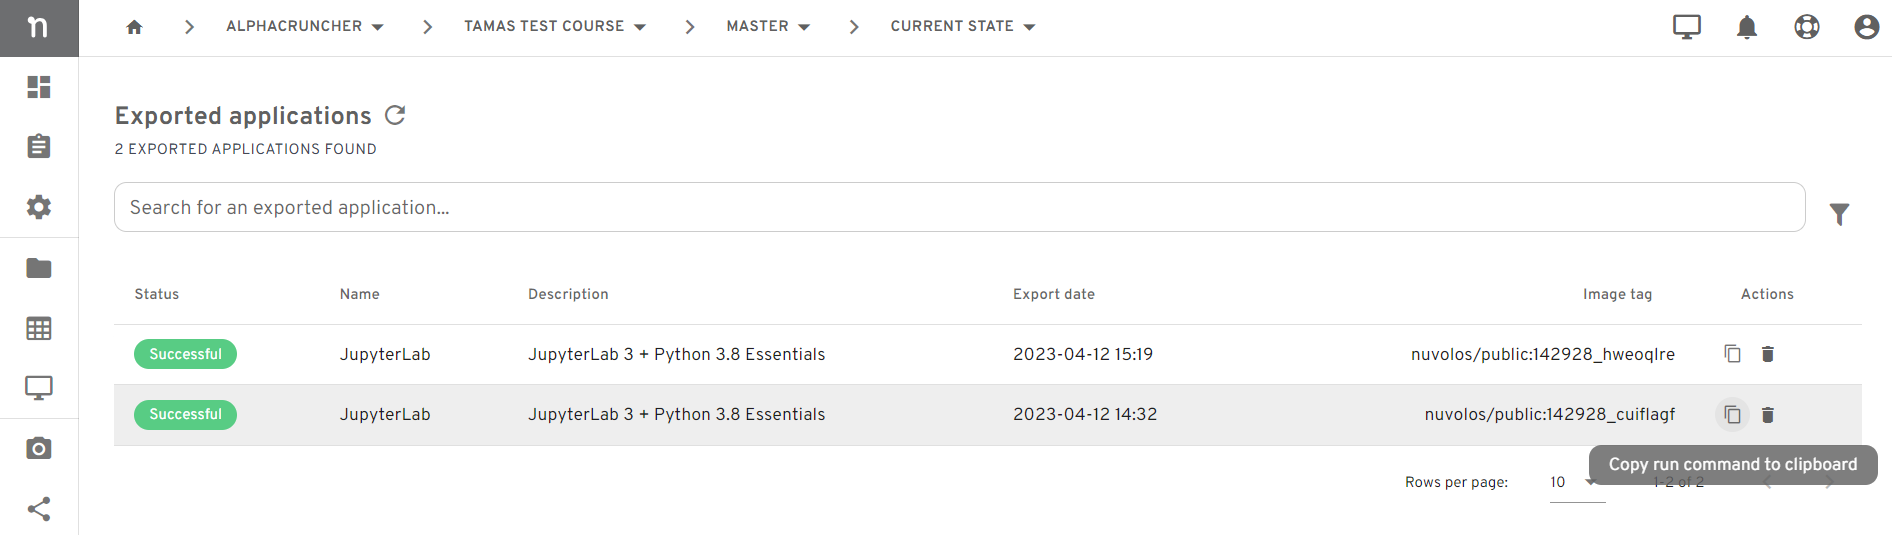 n
ALPHACRUNCHER TAMAS TEST COURSE MASTER CURRENT STATE
Exported applications
2 EXPORTED APPLICATIONS FOUND
Search for an exported application...
Status Name Description Export date Image tag Actions
Successful JupyterLab JupyterLab 3 + Python 3.8 Essentials 2023-04-12 15:19 nuvolos/public:142928_hweoqlre
Successful JupyterLab JupyterLab 3 + Python 3.8 Essentials 2023-04-12 14:32 nuvolos/public:142928_cuiflagf
Copy run command to clipboard
Rows per page: 10 1-2 of 2